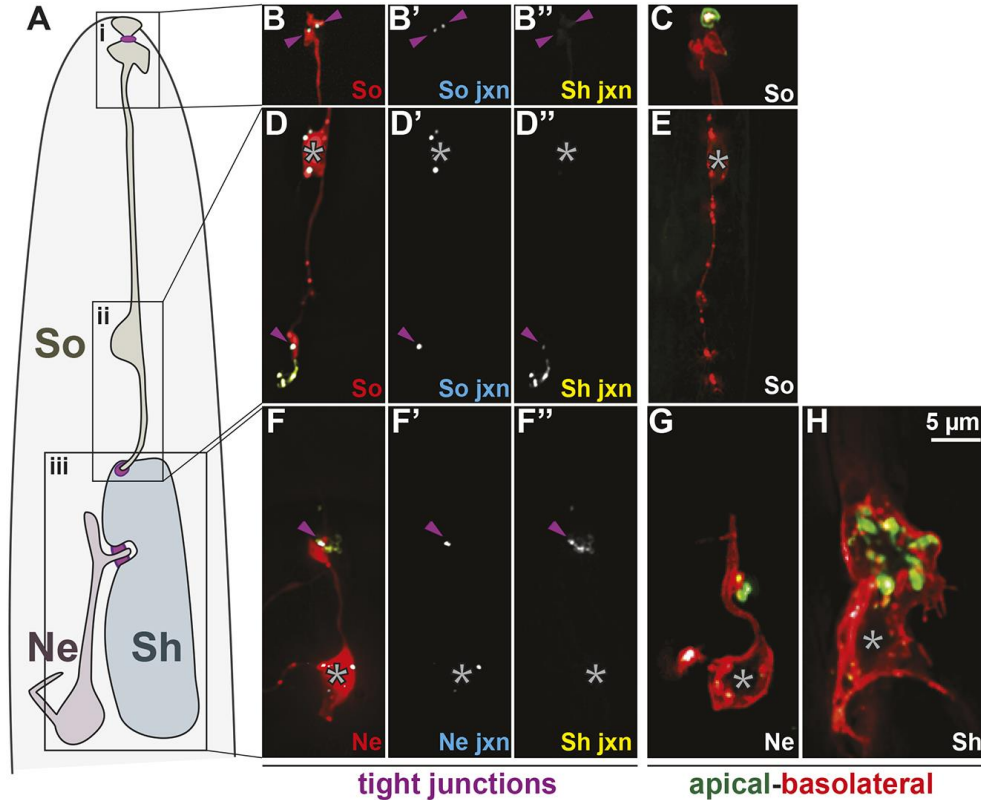 A
i
So
ii
iii
Ne
Sh
B
So
B’
So jxn
B’’
Sh jxn
C
So
D
*
So
D’
*
So jxn
D’’
*
Sh jxn
E
*
So
F
*
Ne
F’
*
Ne jxn
F’’
*
Sh jxn
G
*
Ne
H
5 µm
*
Sh
tight junctions
apical-basolateral